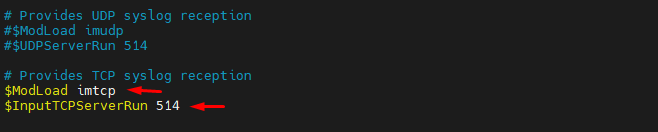 # Provides UDP syslog reception
#$ModLoad imudp
#$UDPServerRun 514
# Provides TCP syslog reception
$ModLoad imtcp
$InputTCPServerRun 514